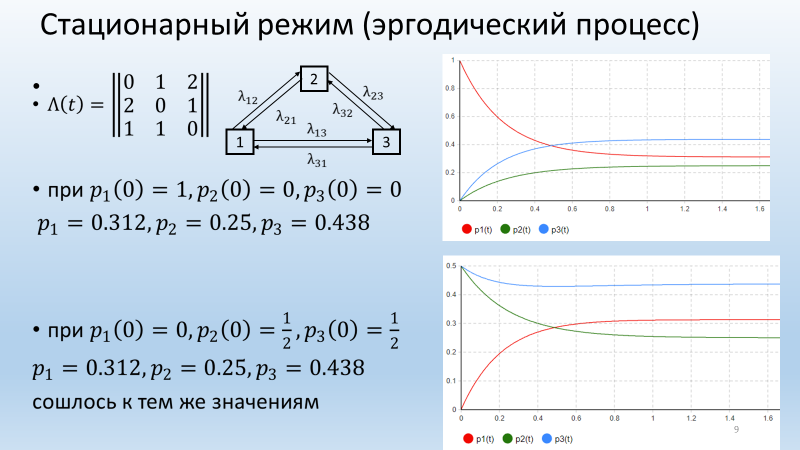 Стационарный режим (эргодический процесс)
•
• Λ(t) = ‖0 1 2‖
‖2 0 1‖
‖1 1 0‖
2
λ₁₂
λ₂₃
λ₂₁
λ₃₂
λ₁₃
1
3
λ₃₁
• при p₁(0) = 1, p₂(0) = 0, p₃(0) = 0
p₁ = 0.312, p₂ = 0.25, p₃ = 0.438
• при p₁(0) = 0, p₂(0) = 1/2, p₃(0) = 1/2
p₁ = 0.312, p₂ = 0.25, p₃ = 0.438
сошлось к тем же значениям
1
0.8
0.6
0.4
0.2
0
0 0.2 0.4 0.6 0.8 1 1.2 1.4 1.6
p1(t) p2(t) p3(t)
0.5
0.4
0.3
0.2
0.1
0
0 0.2 0.4 0.6 0.8 1 1.2 1.4 1.6
p1(t) p2(t) p3(t)
9